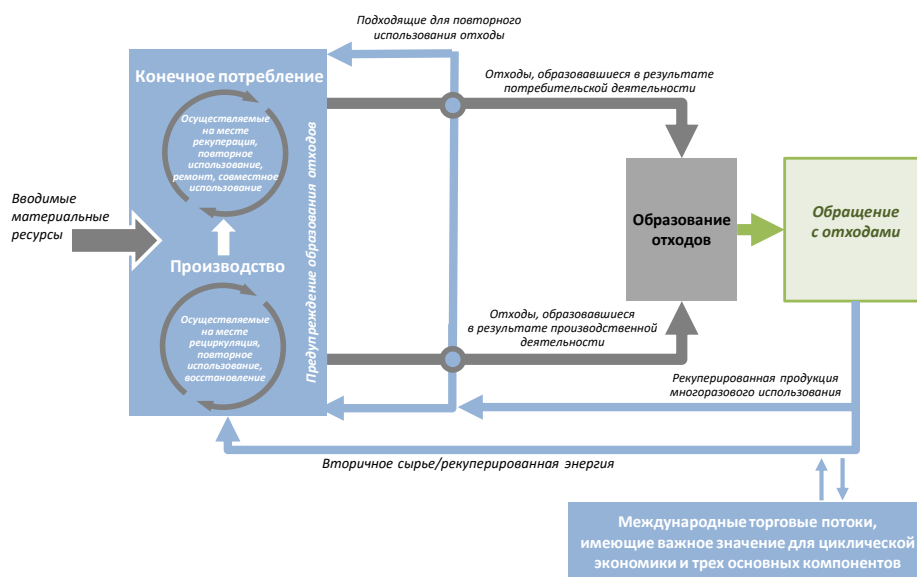 Подходящие для повторного
использования отходы
Конечное потребление
Отходы, образовавшиеся в результате
потребительской деятельности
Осуществляемые
на месте
рекуперация,
повторное
использование,
ремонт, совместное
использование
Предупреждение образования отходов
Вводимые
материальные
ресурсы
Образование
отходов
Обращение
с отходами
Производство
Отходы, образовавшиеся
в результате производственной
деятельности
Осуществляемые
на месте
рециркуляция,
повторное
использование,
восстановление
Рекуперированная продукция
многоразового использования
Вторичное сырье/рекуперированная энергия
Международные торговые потоки,
имеющие важное значение для циклической
экономики и трех основных компонентов